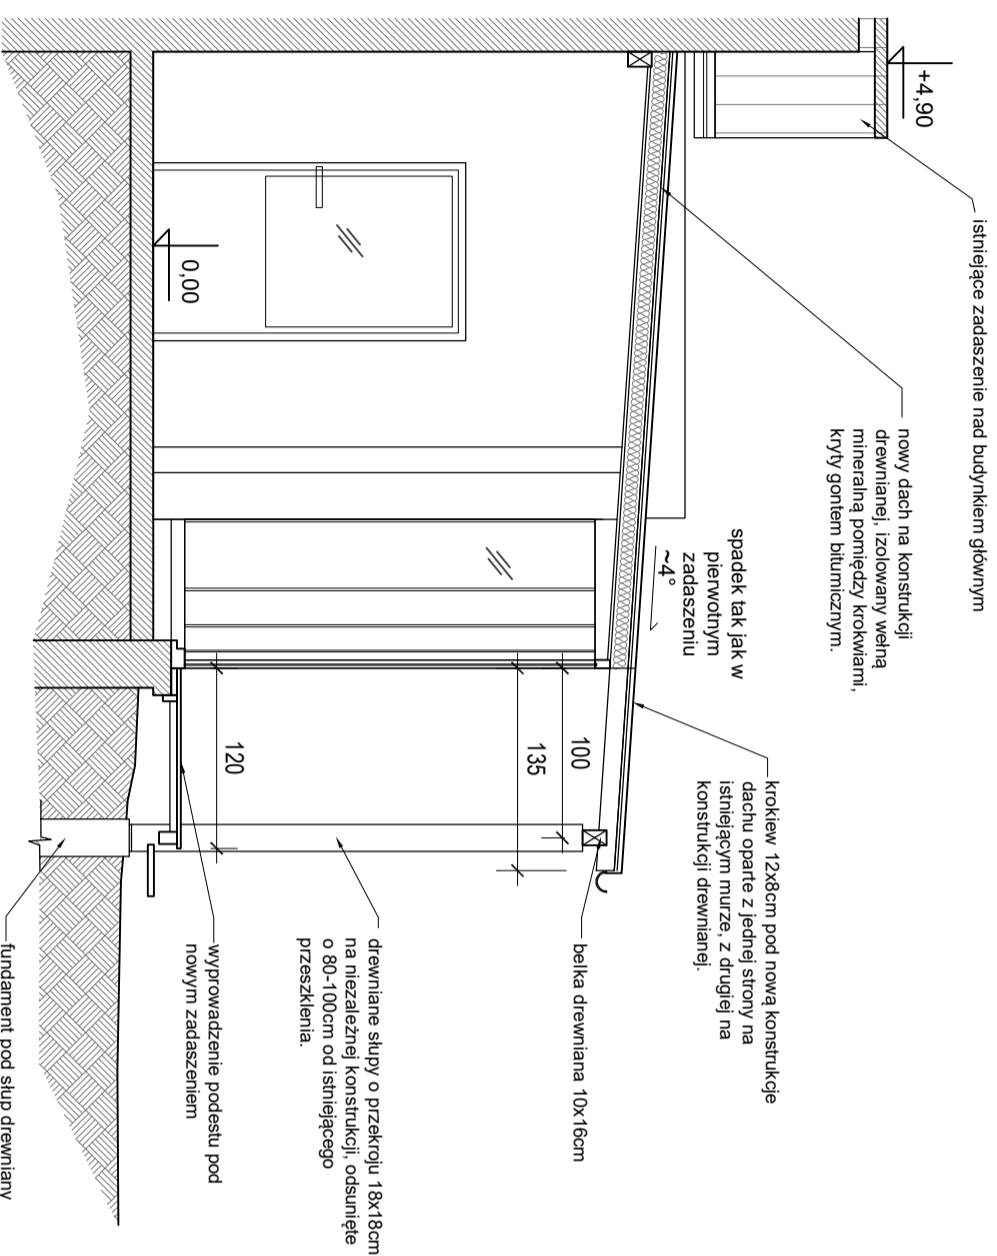 istniejące zadaszenie nad budynkiem głównym
+4,90
nowy dach na konstrukcji
drewnianej, izolowany wełną
mineralną pomiędzy krokwiami,
kryty gontem bitumicznym.
spadek tak jak w
pierwotnym
zadaszeniu
~4°
krokiew 12x8cm pod nową konstrukcje
dachu oparte z jednej strony na
istniejącym murze, z drugiej na
konstrukcji drewnianej.
0,00
100
135
120
belka drewniana 10x16cm
drewniane słupy o przekroju 18x18cm
na niezależnej konstrukcji, odsunięte
o 80-100cm od istniejącego
przeszklenia.
wyprowadzenie podestu pod
nowym zadaszeniem
fundament pod słup drewniany